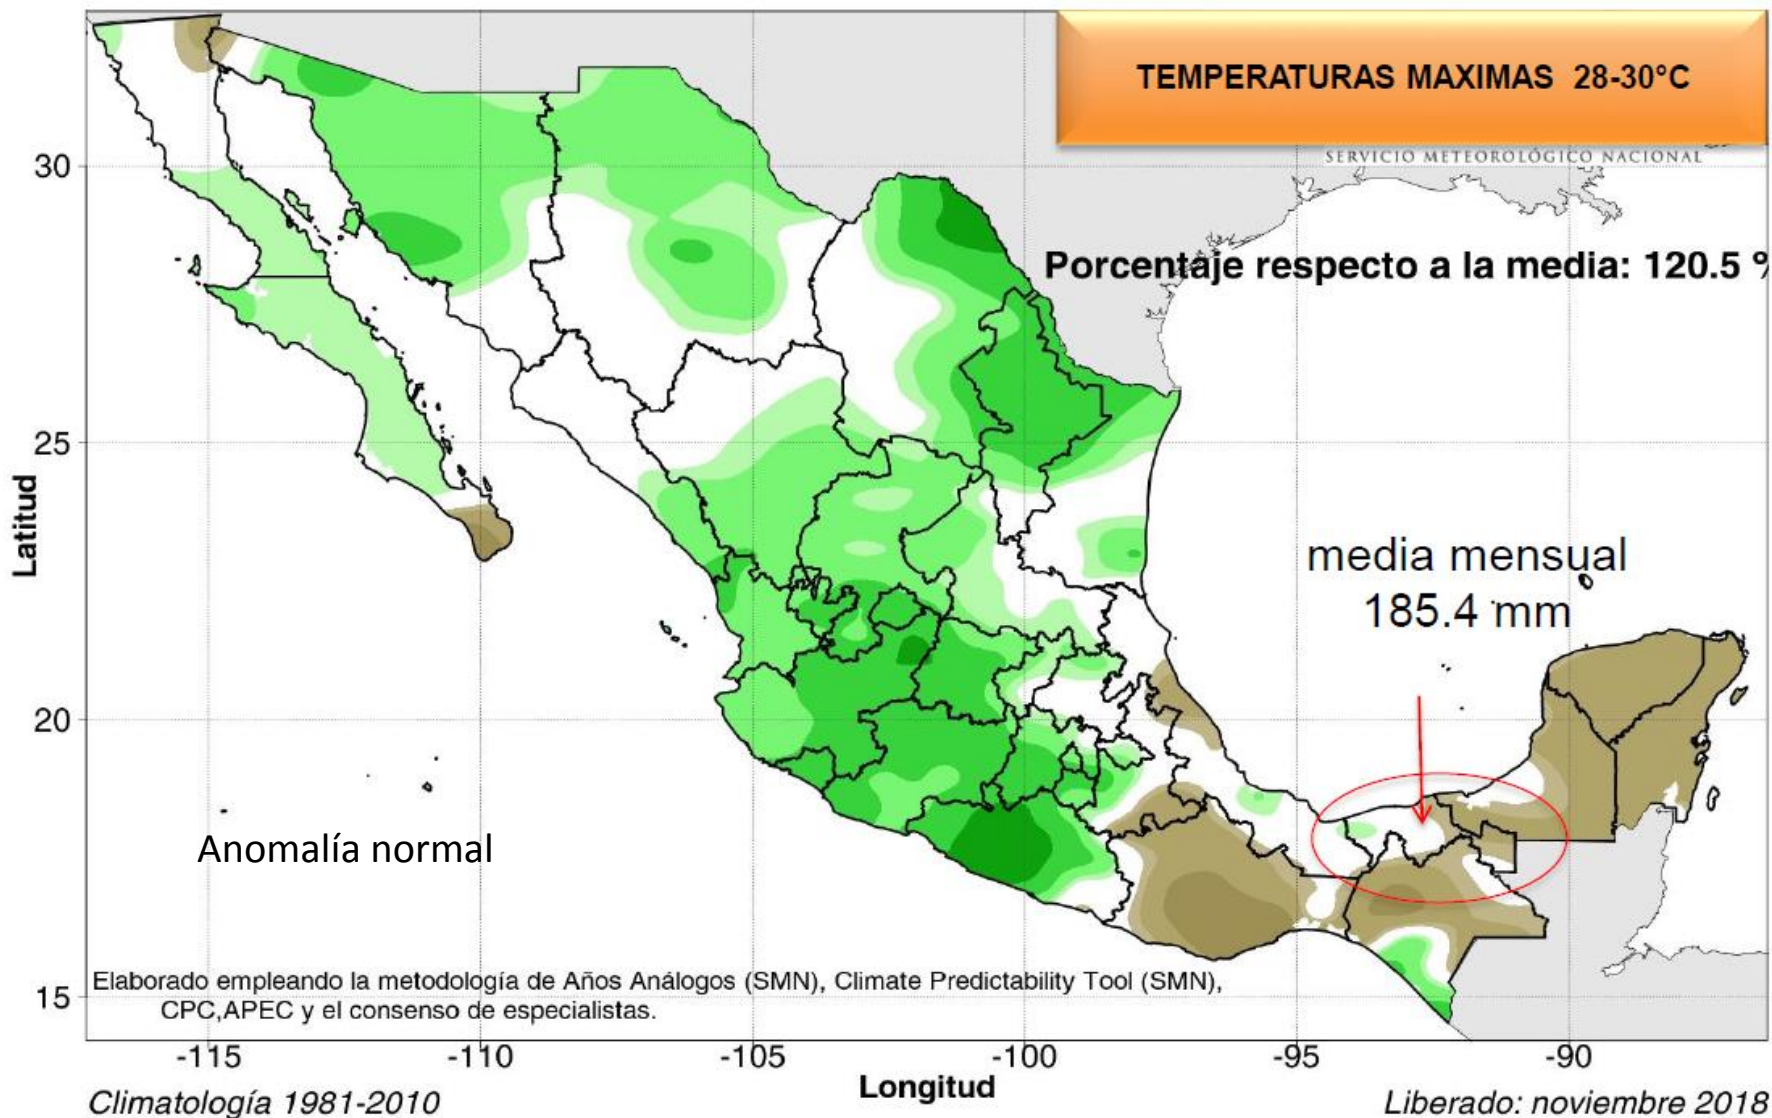 TEMPERATURAS MAXIMAS 28-30°C
SERVICIO METEOROLÓGICO NACIONAL
Porcentaje respecto a la media: 120.5 %
30
25
20
15
Latitud
media mensual
185.4 mm
Anomalía normal
Elaborado empleando la metodología de Años Análogos (SMN), Climate Predictability Tool (SMN),
CPC,APEC y el consenso de especialistas.
-115 -110 -105 -100 -95 -90
Longitud
Climatología 1981-2010
Liberado: noviembre 2018